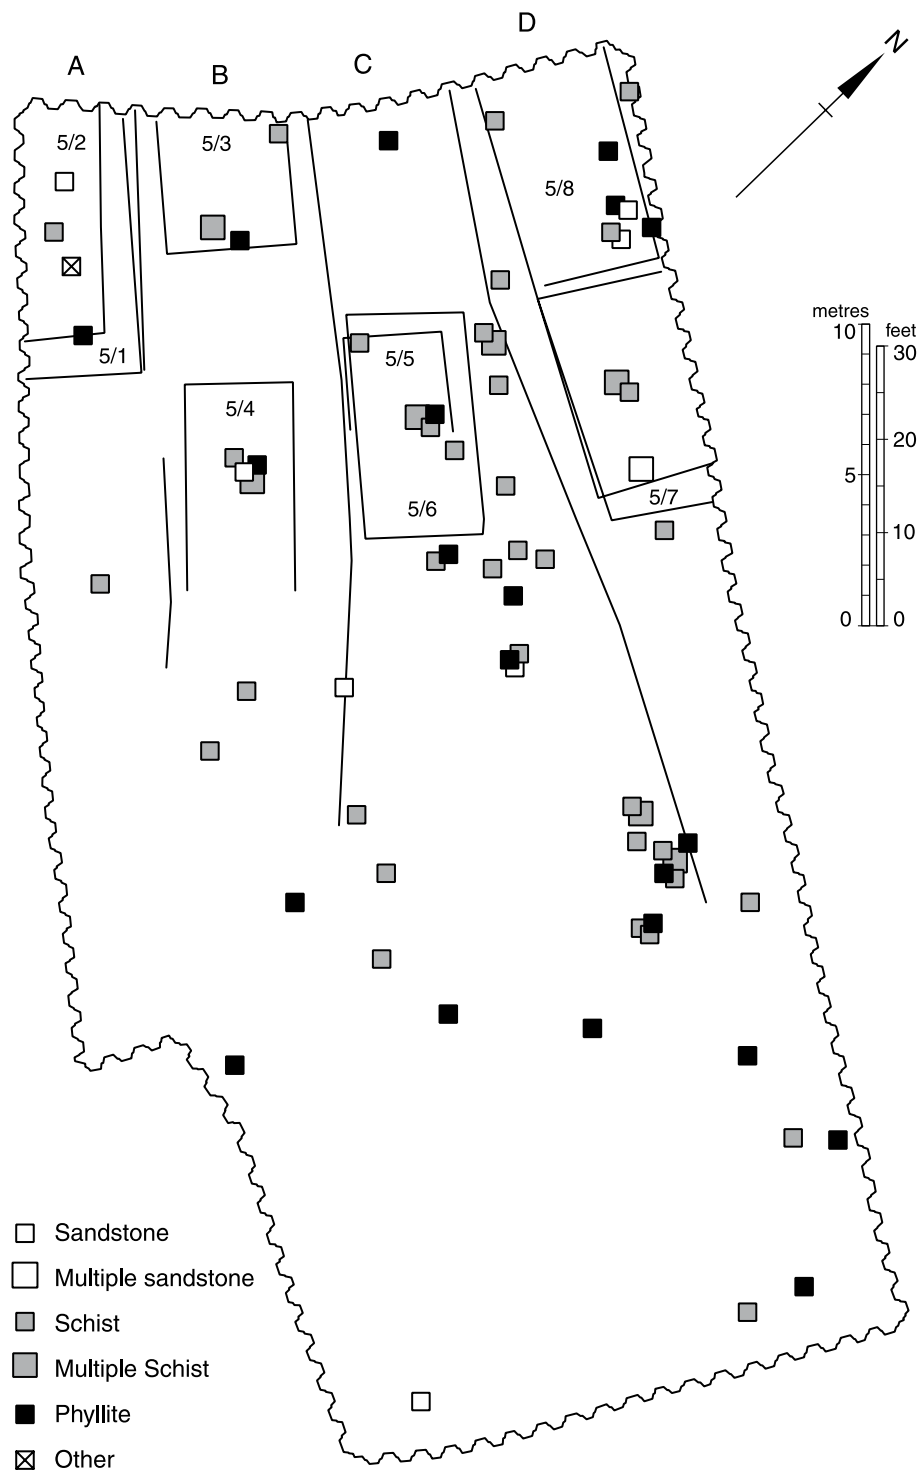 A
B
C
D
N
5/2
5/3
5/8
5/1
5/5
5/4
5/6
5/7
metres
feet
10
30
20
5
10
0
0
Sandstone
Multiple sandstone
Schist
Multiple Schist
Phyllite
Other